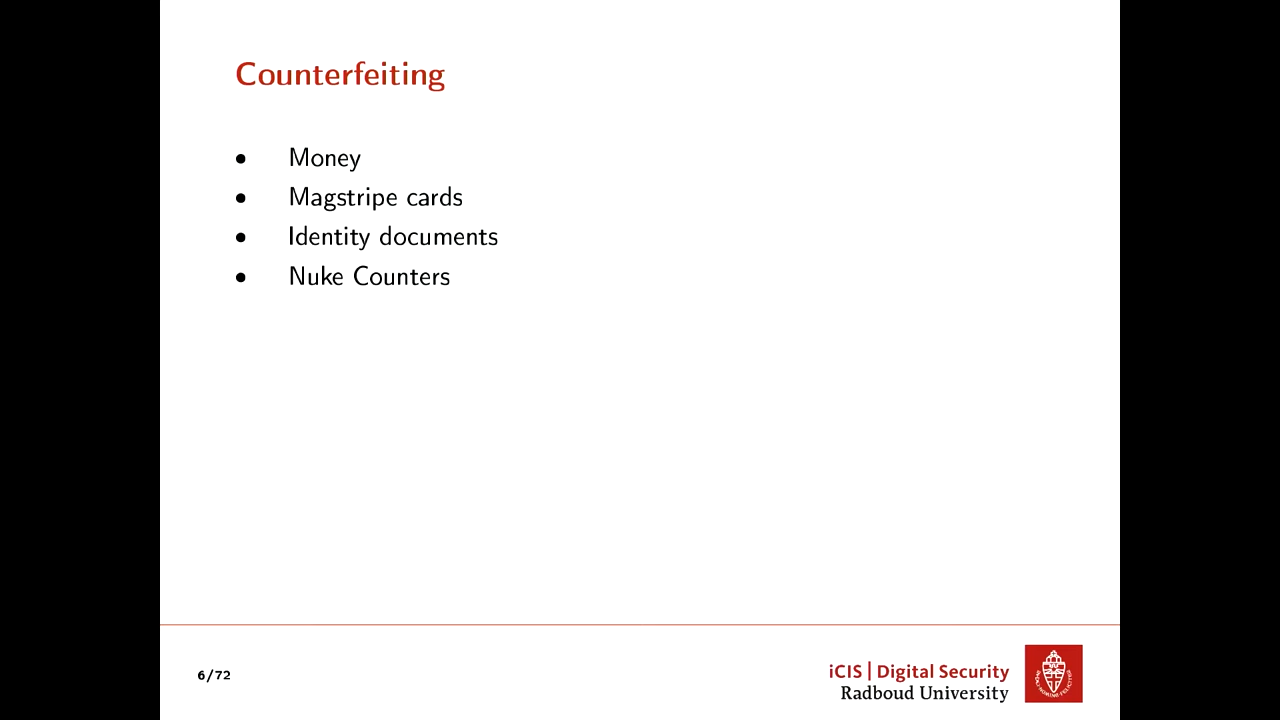 Counterfeiting
• Money
• Magstripe cards
• Identity documents
• Nuke Counters
6/72
iCIS | Digital Security
Radboud University